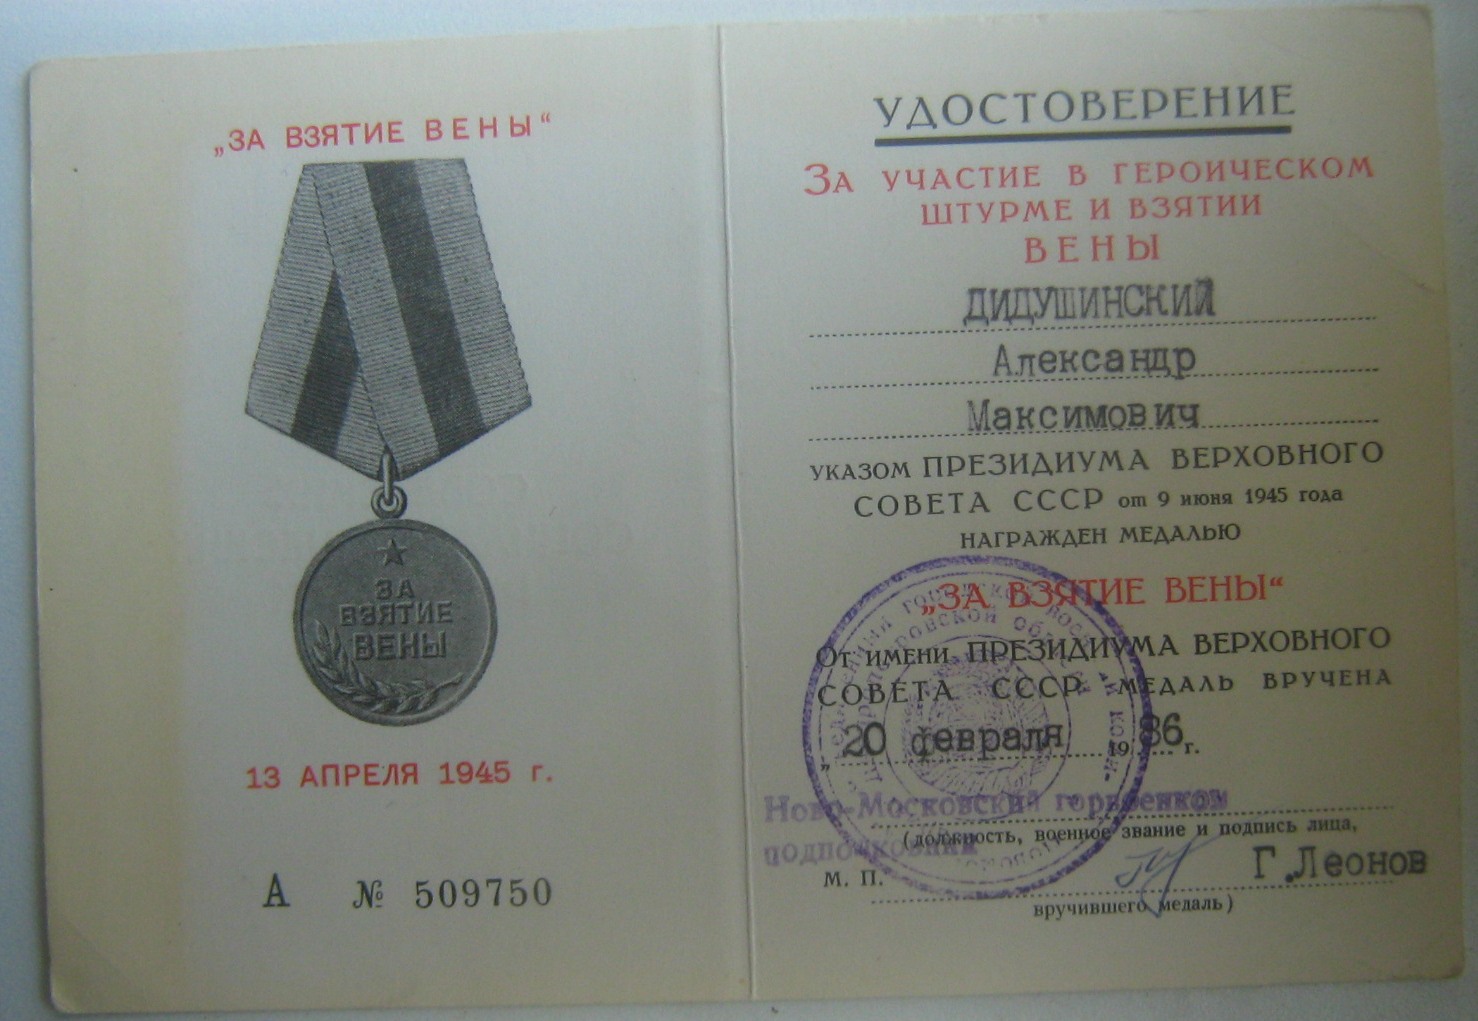 „ЗА ВЗЯТИЕ ВЕНЫ“
ЗА
ВЗЯТИЕ
ВЕНЫ
13 АПРЕЛЯ 1945 г.
А № 509750
УДОСТОВЕРЕНИЕ
ЗА УЧАСТИЕ В ГЕРОИЧЕСКОМ
ШТУРМЕ И ВЗЯТИИ
ВЕНЫ
ДИДУШИНСКИЙ
Александр
Максимович
УКАЗОМ ПРЕЗИДИУМА ВЕРХОВНОГО
СОВЕТА СССР от 9 июня 1945 года
НАГРАЖДЕН МЕДАЛЬЮ
„ЗА ВЗЯТИЕ ВЕНЫ“
ОТ ИМЕНИ ПРЕЗИДИУМА ВЕРХОВНОГО
СОВЕТА СССР МЕДАЛЬ ВРУЧЕНА
„20 февраля 1986 г.
Ново-Московский горвоенком
(должность, военное звание и подпись лица,
подполковник
М. П.
Г.Леонов
вручившего медаль)